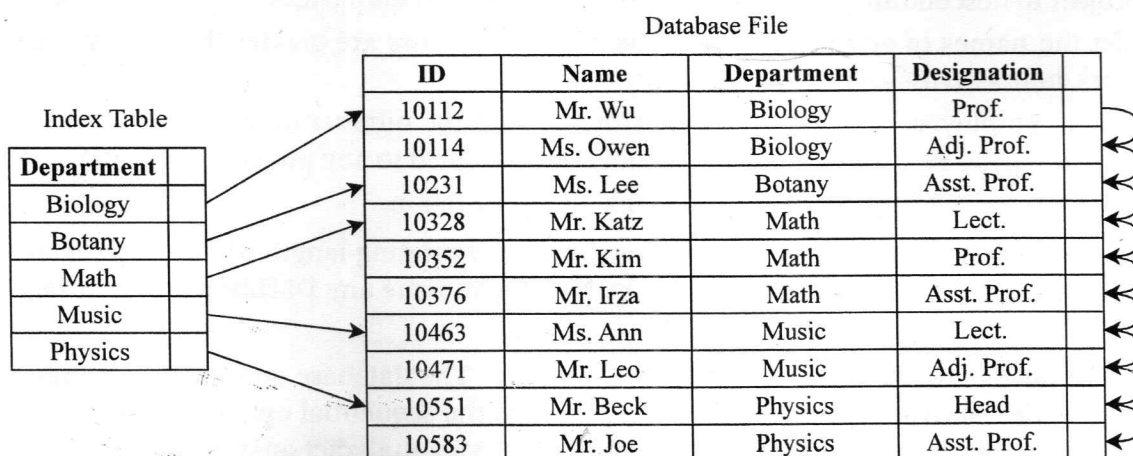 Database File
ID Name Department Designation
10112 Mr. Wu Biology Prof.
10114 Ms. Owen Biology Adj. Prof.
10231 Ms. Lee Botany Asst. Prof.
10328 Mr. Katz Math Lect.
10352 Mr. Kim Math Prof.
10376 Mr. Irza Math Asst. Prof.
10463 Ms. Ann Music Lect.
10471 Mr. Leo Music Adj. Prof.
10551 Mr. Beck Physics Head
10583 Mr. Joe Physics Asst. Prof.
Index Table
Department
Biology
Botany
Math
Music
Physics